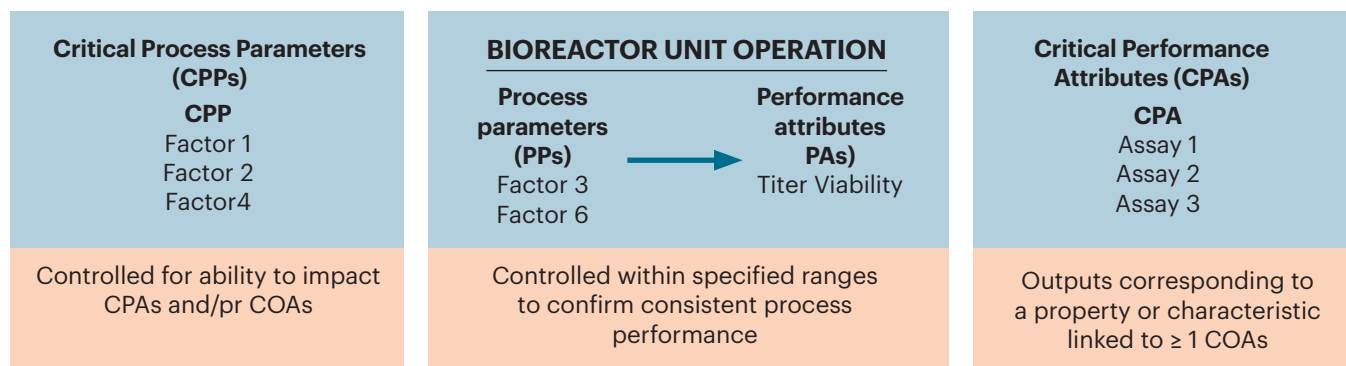 Critical Process Parameters
(CPPs)
CPP
Factor 1
Factor 2
Factor4
Controlled for ability to impact
CPAs and/pr COAs
BIOREACTOR UNIT OPERATION
Process
parameters
(PPs)
Factor 3
Factor 6
Performance
attributes
PAs)
Titer Viability
Controlled within specified ranges
to confirm consistent process
performance
Critical Performance
Attributes (CPAs)
CPA
Assay 1
Assay 2
Assay 3
Outputs corresponding to
a property or characteristic
linked to ≥ 1 COAs